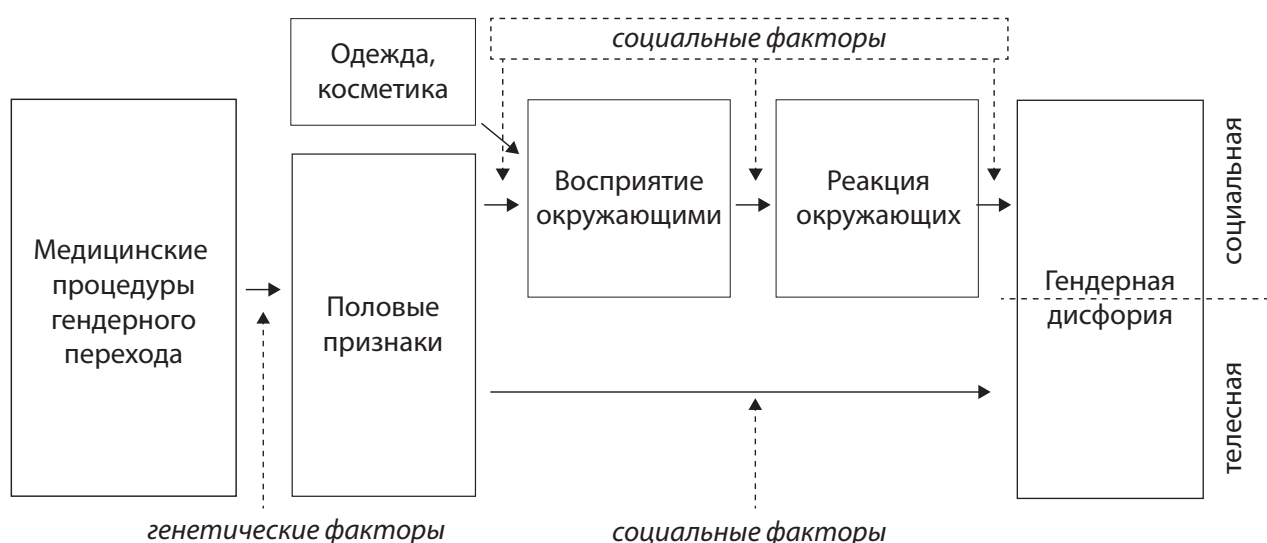 социальные факторы
Одежда,
косметика
Медицинские
процедуры
гендерного
перехода
Половые
признаки
Восприятие
окружающими
Реакция
окружающих
Гендерная
дисфория
социальная
телесная
генетические факторы
социальные факторы